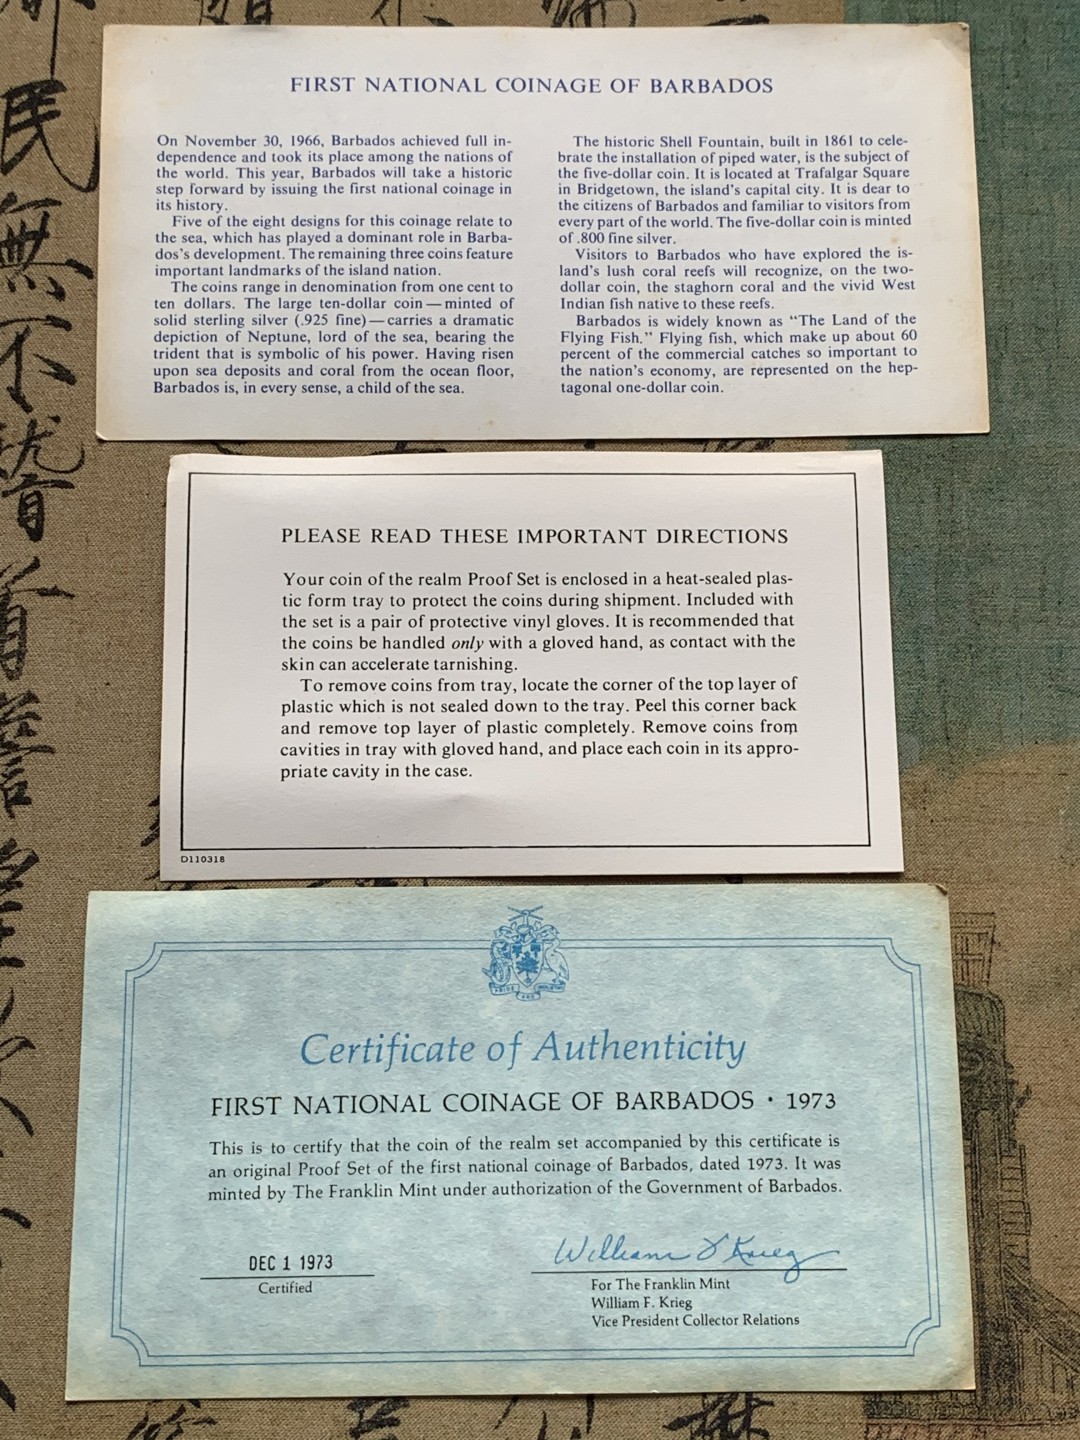 FIRST NATIONAL COINAGE OF BARBADOS
On November 30, 1966, Barbados achieved full in-
dependence and took its place among the nations of
the world. This year, Barbados will take a historic
step forward by issuing the first national coinage in
its history.
Five of the eight designs for this coinage relate to
the sea, which has played a dominant role in Barba-
dos's development. The remaining three coins feature
important landmarks of the island nation.
The coins range in denomination from one cent to
ten dollars. The large ten-dollar coin — minted of
solid sterling silver (.925 fine) — carries a dramatic
depiction of Neptune, lord of the sea, bearing the
trident that is symbolic of his power. Having risen
upon sea deposits and coral from the ocean floor,
Barbados is, in every sense, a child of the sea.
The historic Shell Fountain, built in 1861 to cele-
brate the installation of piped water, is the subject of
the five-dollar coin. It is located at Trafalgar Square
in Bridgetown, the island's capital city. It is dear to
the citizens of Barbados and familiar to visitors from
every part of the world. The five-dollar coin is minted
of .800 fine silver.
Visitors to Barbados who have explored the is-
land's lush coral reefs will recognize, on the two-
dollar coin, the staghorn coral and the vivid West
Indian fish native to these reefs.
Barbados is widely known as "The Land of the
Flying Fish." Flying fish, which make up about 60
percent of the commercial catches so important to
the nation's economy, are represented on the hep-
tagonal one-dollar coin.
PLEASE READ THESE IMPORTANT DIRECTIONS
Your coin of the realm Proof Set is enclosed in a heat-sealed plas-
tic form tray to protect the coins during shipment. Included with
the set is a pair of protective vinyl gloves. It is recommended that
the coins be handled only with a gloved hand, as contact with the
skin can accelerate tarnishing.
To remove coins from tray, locate the corner of the top layer of
plastic which is not sealed down to the tray. Peel this corner back
and remove top layer of plastic completely. Remove coins from
cavities in tray with gloved hand, and place each coin in its appro-
priate cavity in the case.
D110318
Certificate of Authenticity
FIRST NATIONAL COINAGE OF BARBADOS · 1973
This is to certify that the coin of the realm set accompanied by this certificate is
an original Proof Set of the first national coinage of Barbados, dated 1973. It was
minted by The Franklin Mint under authorization of the Government of Barbados.
DEC 1 1973
Certified
William F Krieg
For The Franklin Mint
William F. Krieg
Vice President Collector Relations
民
無
不